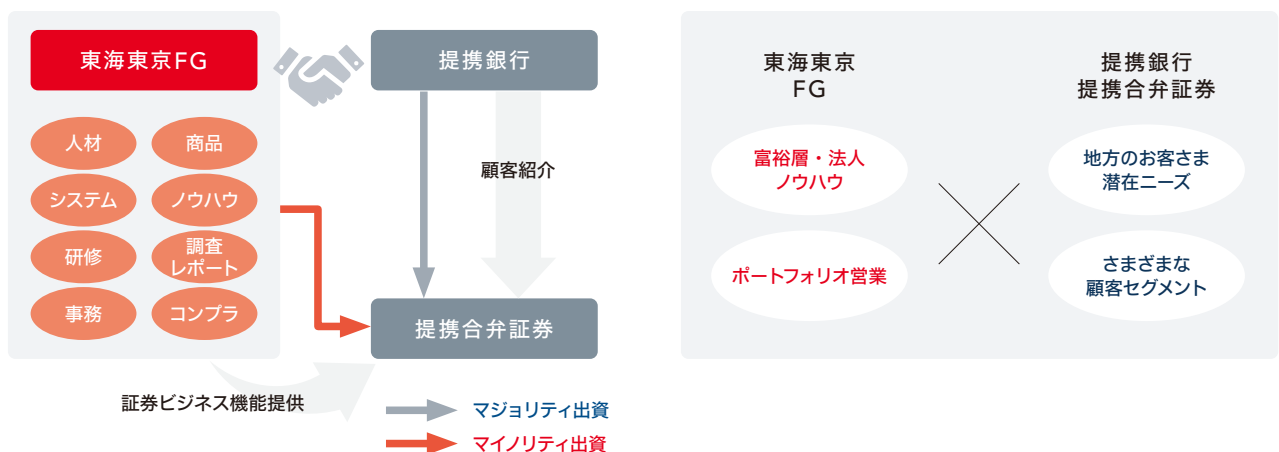 東海東京FG
提携銀行
人材
商品
システム
ノウハウ
研修
調査
レポート
事務
コンプラ
顧客紹介
提携合弁証券
証券ビジネス機能提供
マジョリティ出資
マイノリティ出資
東海東京
FG
提携銀行
提携合弁証券
富裕層・法人
ノウハウ
地方のお客さま
潜在ニーズ
ポートフォリオ営業
さまざまな
顧客セグメント